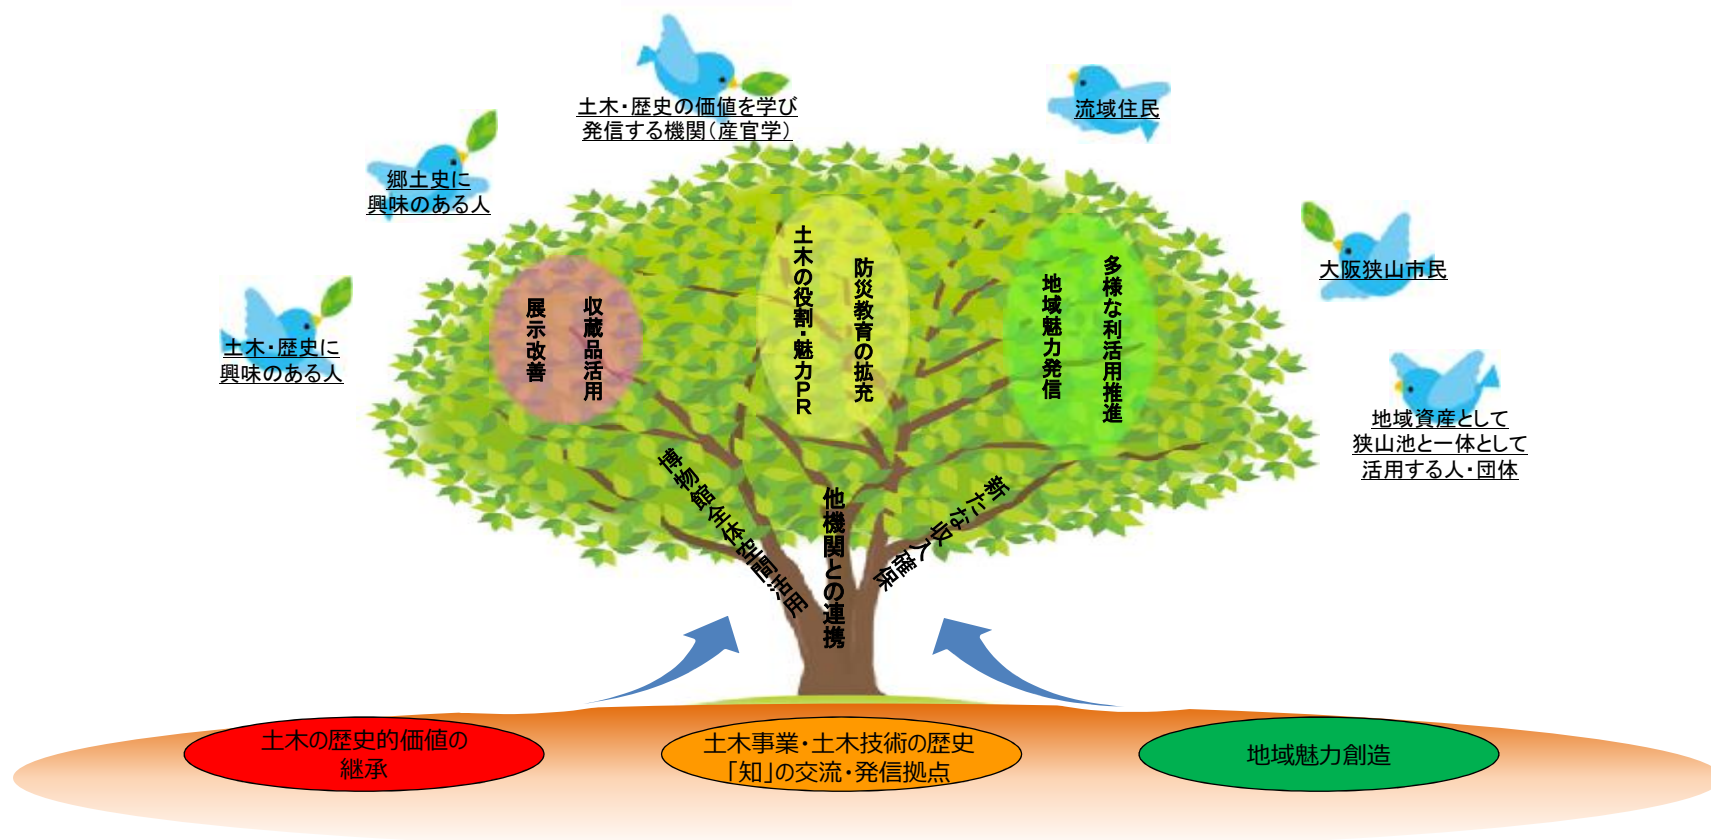 土木・歴史の価値を学び
発信する機関（産官学）
流域住民
郷土史に
興味のある人
大阪狭山市民
土木・歴史に
興味のある人
地域資産として
狭山池と一体として
活用する人・団体
収蔵品活用
展示改善
防災教育の拡充
土木の役割・魅力ＰＲ
多様な利活用推進
地域魅力発信
博物館全体空間活用
他機関との連携
新たな収入確保
土木の歴史的価値の
継承
土木事業・土木技術の歴史
「知」の交流・発信拠点
地域魅力創造